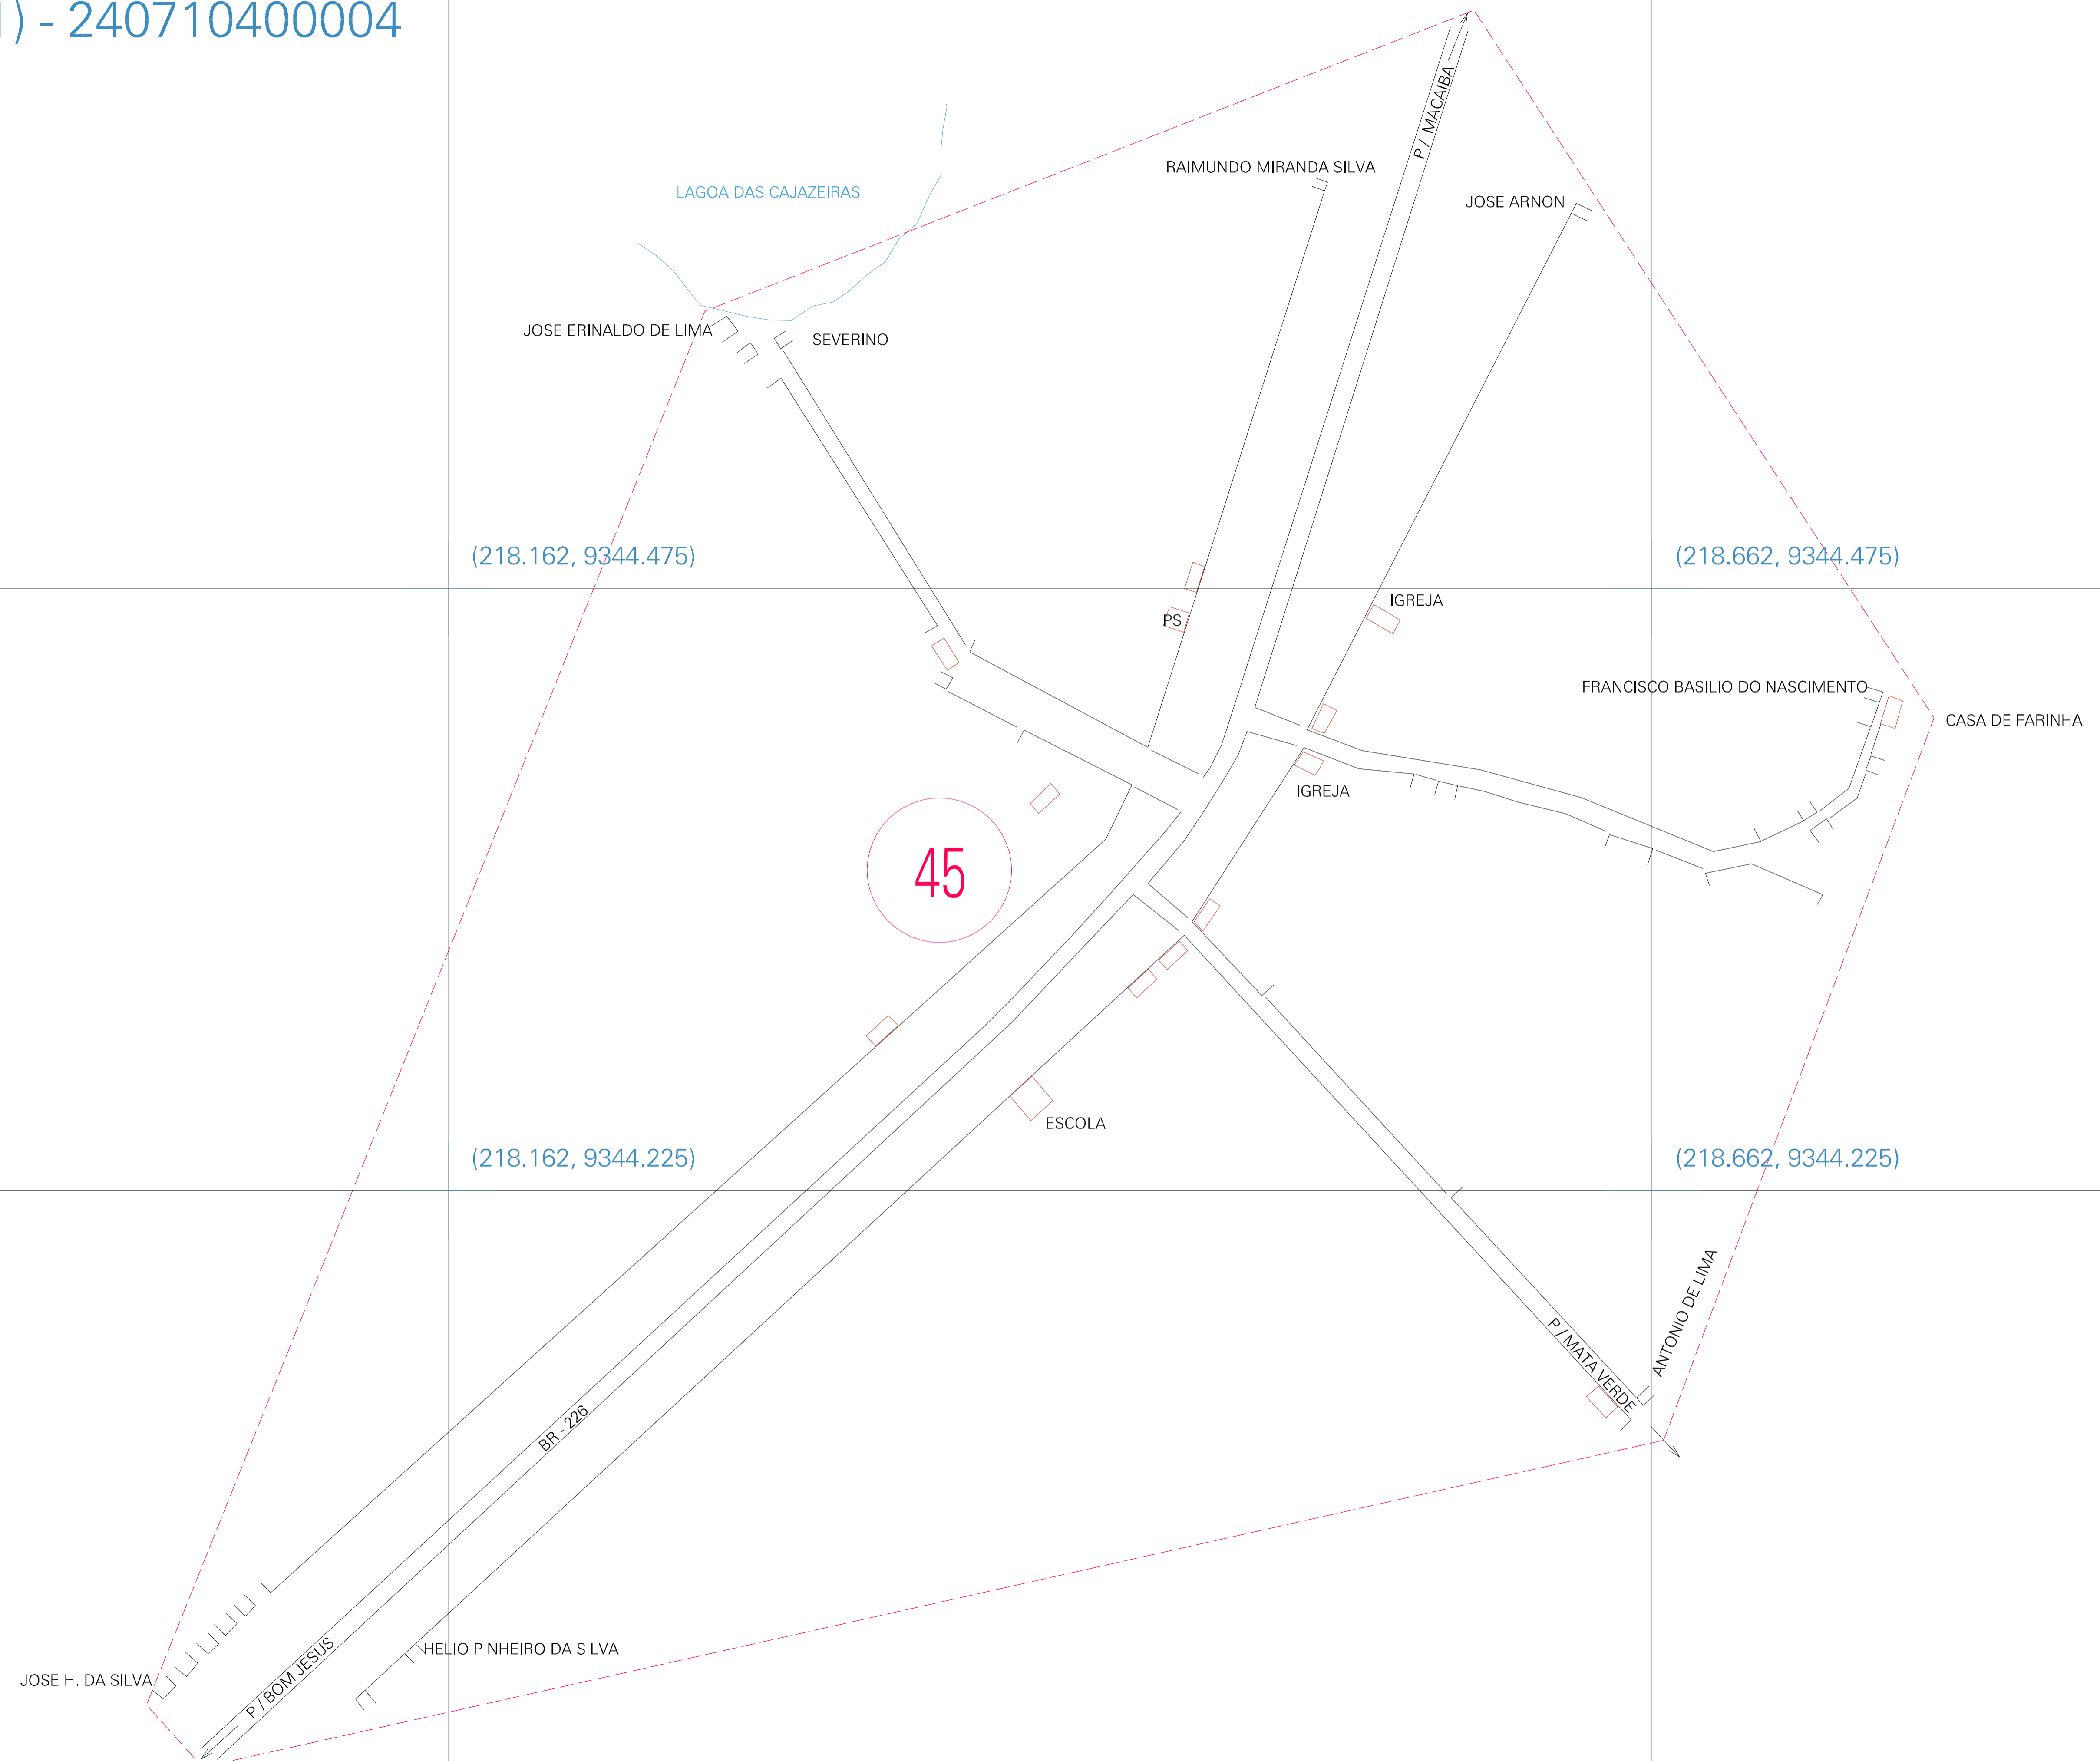 ) - 240710400004
P / MACAIBA
RAIMUNDO MIRANDA SILVA
LAGOA DAS CAJAZEIRAS
JOSE ARNON
JOSE ERINALDO DE LIMA
SEVERINO
(218.162, 9344.475)
(218.662, 9344.475)
IGREJA
PS
FRANCISCO BASILIO DO NASCIMENTO
CASA DE FARINHA
IGREJA
45
ESCOLA
(218.162, 9344.225)
(218.662, 9344.225)
ANTONIO DE LIMA
P / MATA VERDE
BR - 226
HELIO PINHEIRO DA SILVA
P / BOM JESUS
JOSE H. DA SILVA